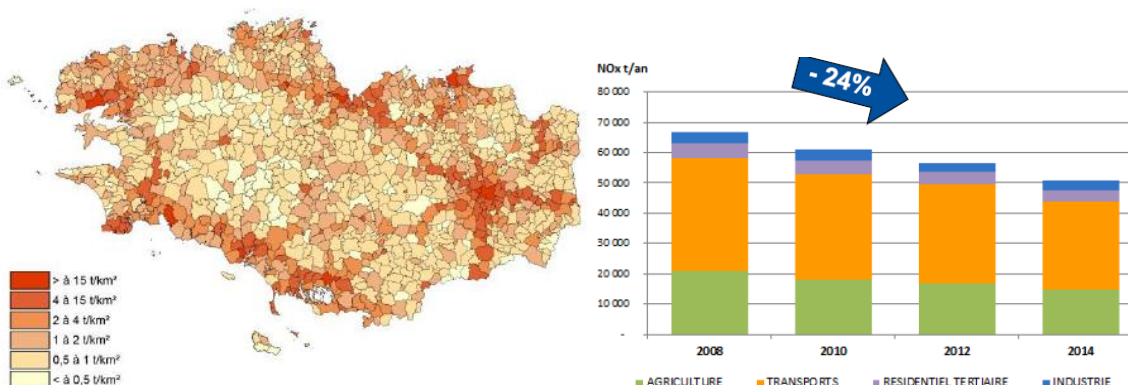 > à 15 t/km²
4 à 15 t/km²
2 à 4 t/km²
1 à 2 t/km²
0,5 à 1 t/km²
< à 0,5 t/km²
NOx t/an
- 24%
80 000
70 000
60 000
50 000
40 000
30 000
20 000
10 000
-
2008 2010 2012 2014
AGRICULTURE TRANSPORTS RESIDENTIEL TERTIAIRE INDUSTRIE